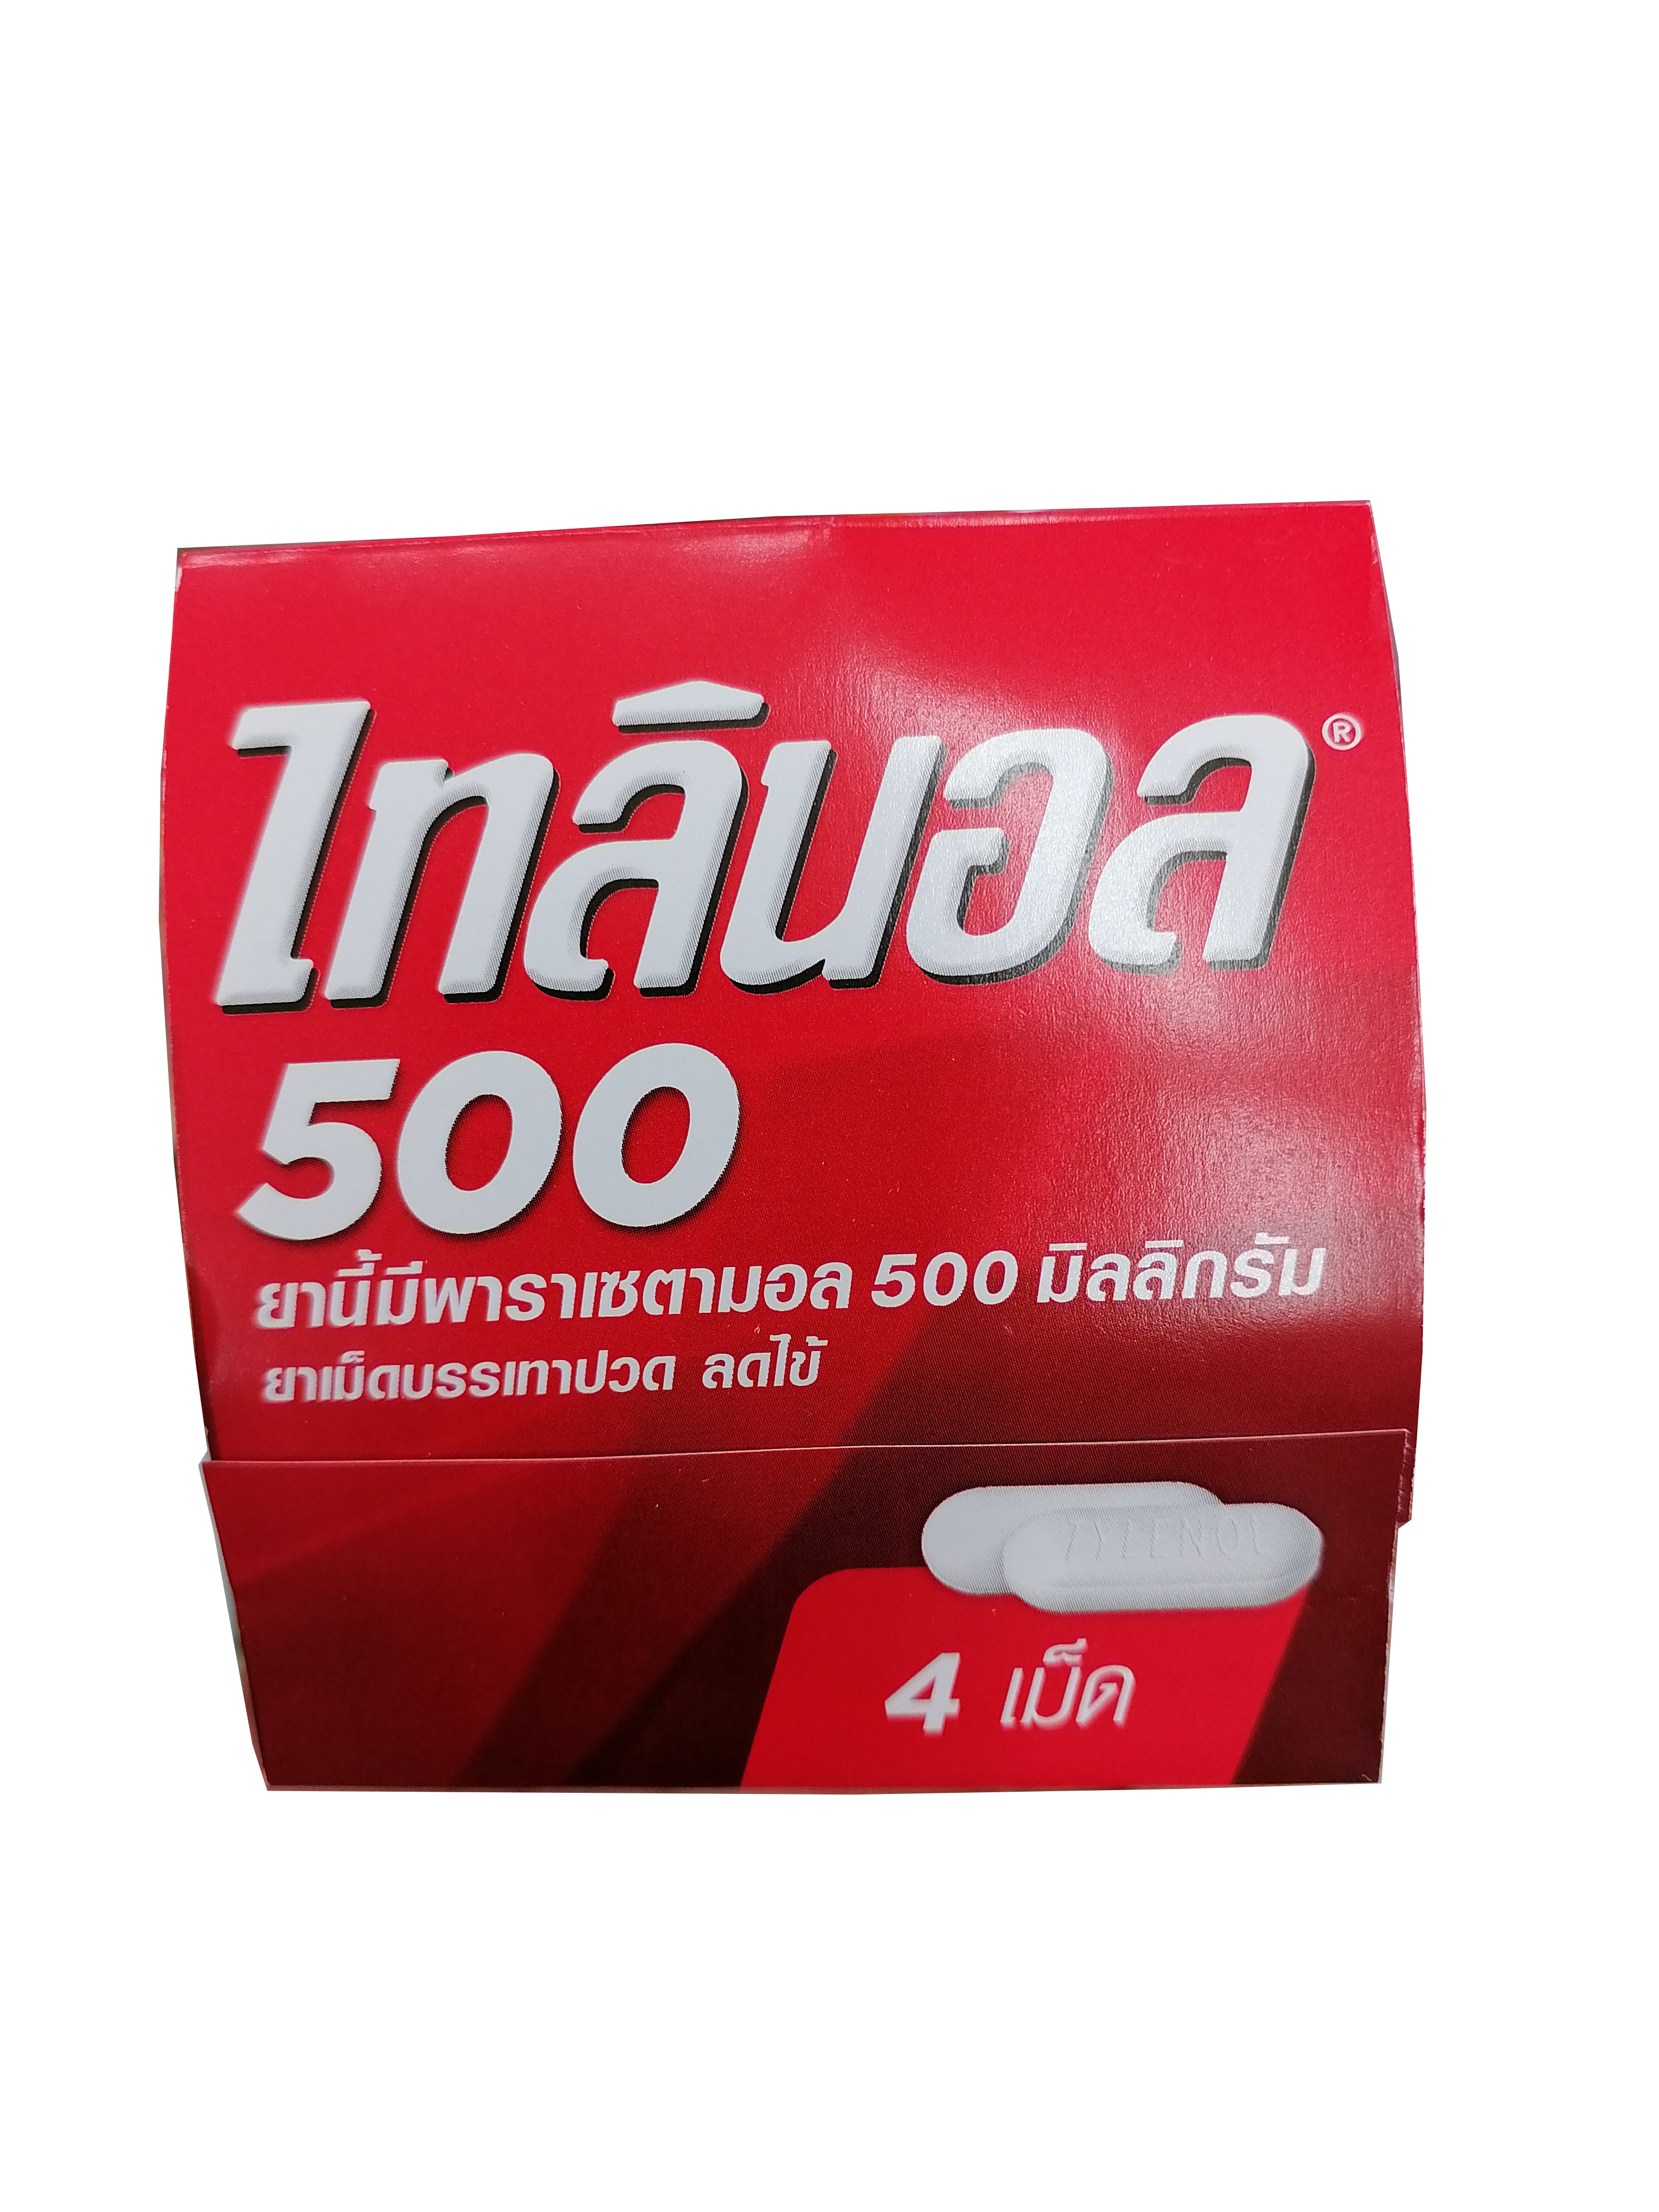 ไทลินอล®
500
ยานี้มีพาราเซตามอล 500 มิลลิกรัม
ยาเม็ดบรรเทาปวด ลดไข้
TYLENOL
4 เม็ด